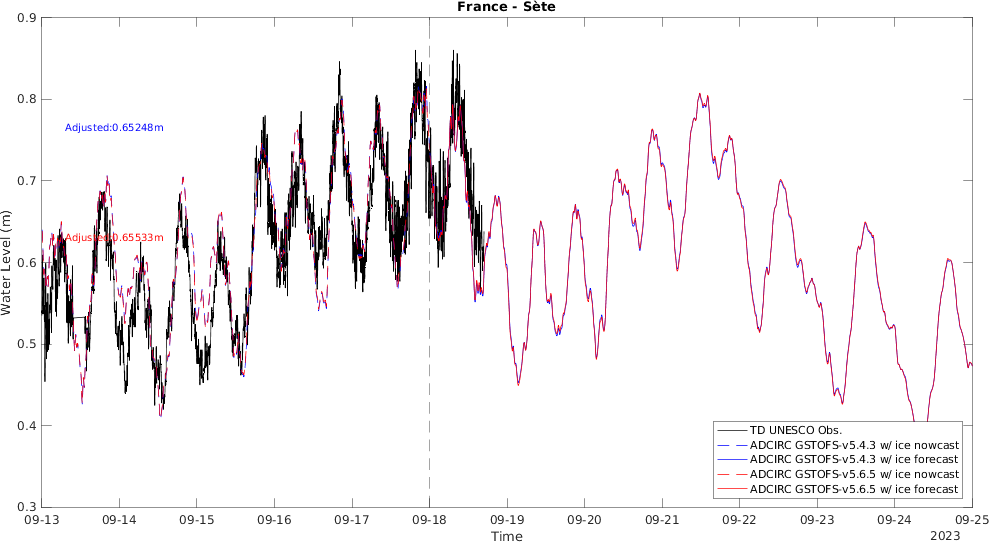 France - Sète
Water Level (m)
0.9
0.8
0.7
0.6
0.5
0.4
0.3
Adjusted:0.65248m
Adjusted:0.65533m
TD UNESCO Obs.
ADCIRC GSTOFS-v5.4.3 w/ ice nowcast
ADCIRC GSTOFS-v5.4.3 w/ ice forecast
ADCIRC GSTOFS-v5.6.5 w/ ice nowcast
ADCIRC GSTOFS-v5.6.5 w/ ice forecast
09-13 09-14 09-15 09-16 09-17 09-18 09-19 09-20 09-21 09-22 09-23 09-24 09-25
Time
2023